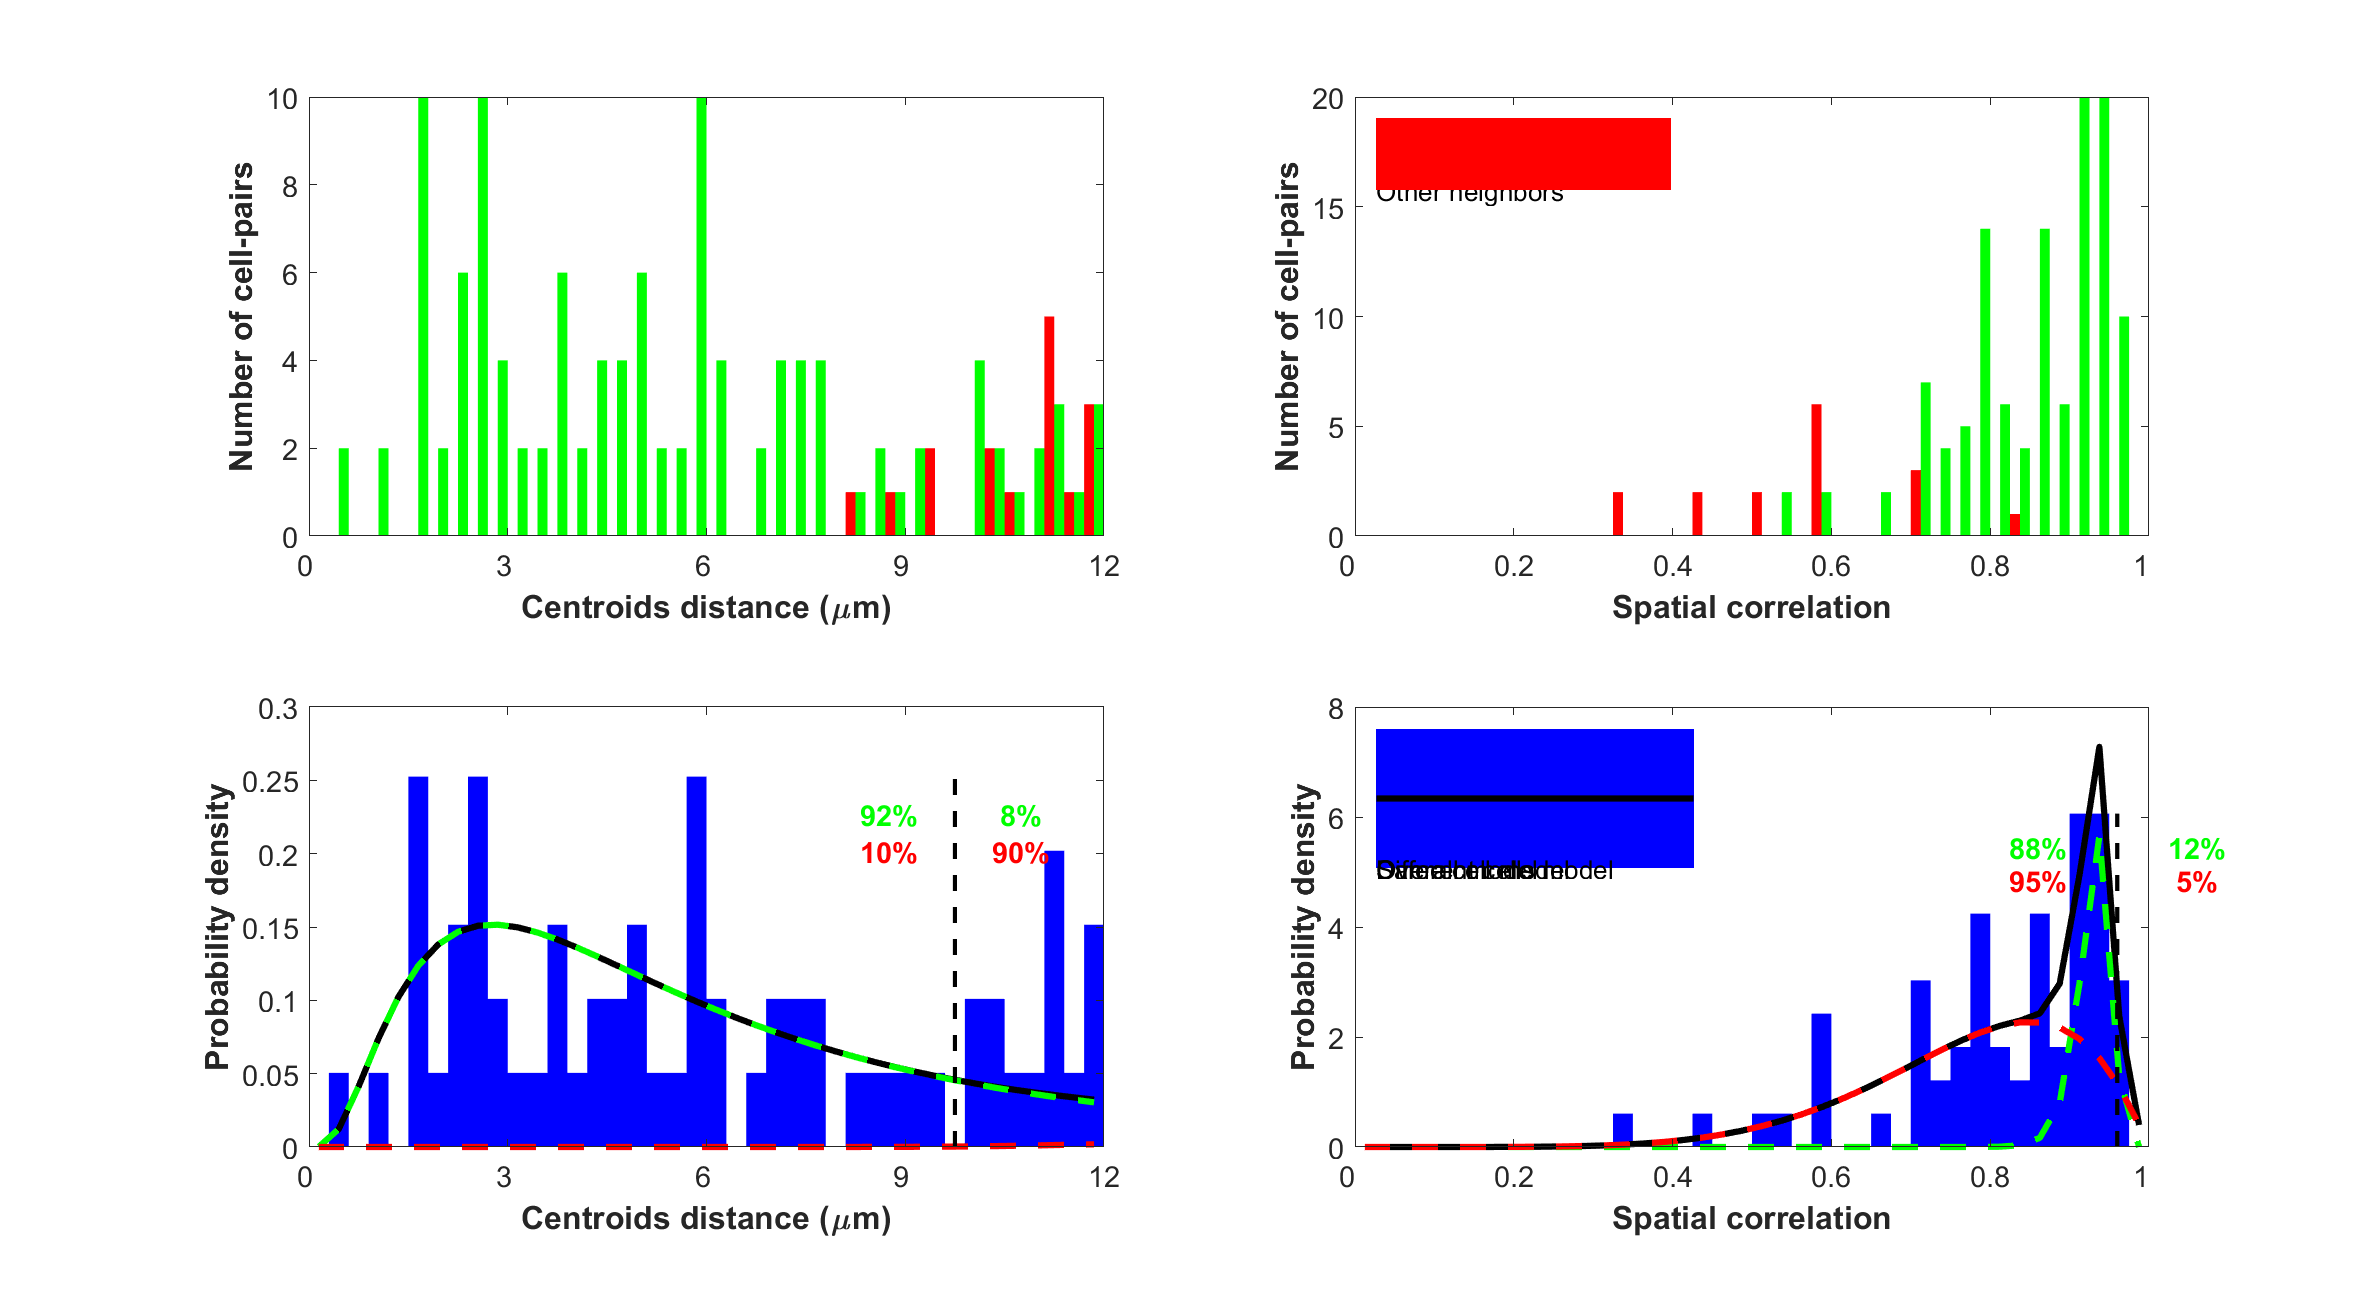 10
8
6
4
2
0
0 3 6 9 12
Number of cell-pairs
Centroids distance (μm)
20
15
10
5
0
0 0.2 0.4 0.6 0.8 1
Number of cell-pairs
Spatial correlation
Other neighbors
0.3
0.25
0.2
0.15
0.1
0.05
0
0 3 6 9 12
Probability density
Centroids distance (μm)
92% 8%
10% 90%
8
6
4
2
0
0 0.2 0.4 0.6 0.8 1
Probability density
Spatial correlation
88% 12%
95% 5%